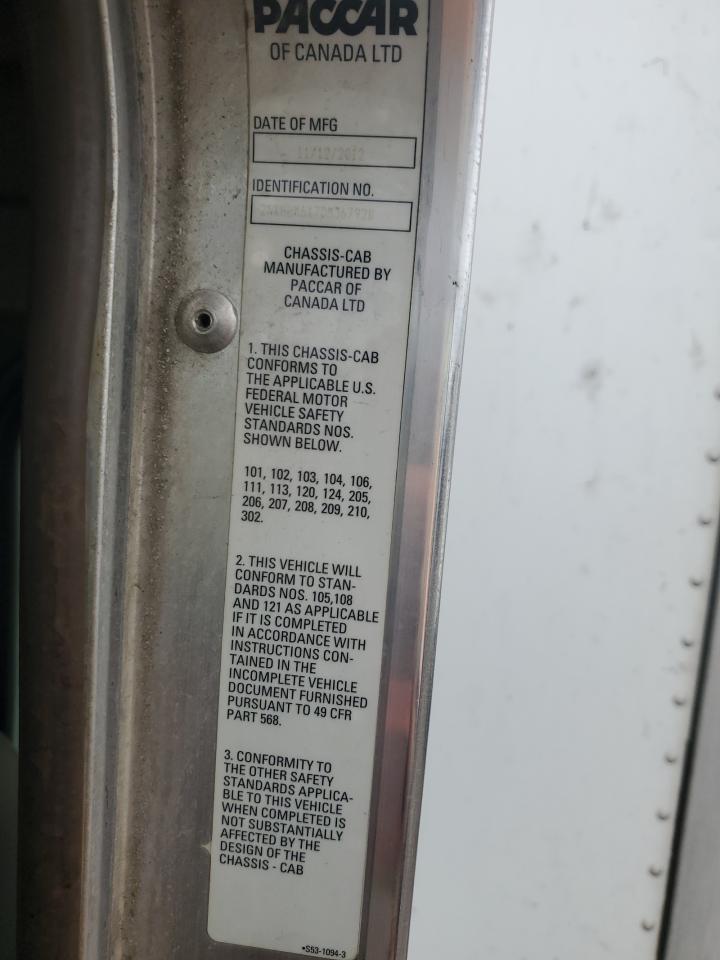 PACCAR
OF CANADA LTD
DATE OF MFG
11/12/2012
IDENTIFICATION NO.
CHASSIS-CAB
MANUFACTURED BY
PACCAR OF
CANADA LTD
1. THIS CHASSIS-CAB
CONFORMS TO
THE APPLICABLE U.S.
FEDERAL MOTOR
VEHICLE SAFETY
STANDARDS NOS.
SHOWN BELOW.
101, 102, 103, 104, 106,
111, 113, 120, 124, 205,
206, 207, 208, 209, 210,
302.
2. THIS VEHICLE WILL
CONFORM TO STAN-
DARDS NOS. 105,108
AND 121 AS APPLICABLE
IF IT IS COMPLETED
IN ACCORDANCE WITH
INSTRUCTIONS CON-
TAINED IN THE
INCOMPLETE VEHICLE
DOCUMENT FURNISHED
PURSUANT TO 49 CFR
PART 568.
3. CONFORMITY TO
THE OTHER SAFETY
STANDARDS APPLICA-
BLE TO THIS VEHICLE
WHEN COMPLETED IS
NOT SUBSTANTIALLY
AFFECTED BY THE
DESIGN OF THE
CHASSIS - CAB
*S53-1094-3